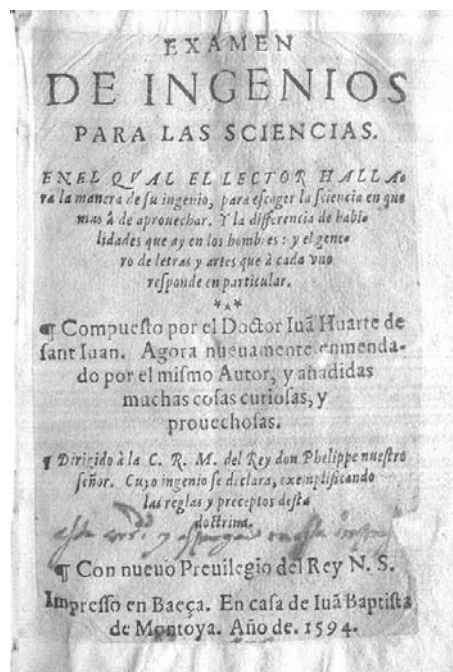 EXAMEN
DE INGENIOS
PARA LAS SCIENCIAS.
EN EL QVAL EL LECTOR HALLA-
ra la manera de su ingenio, para escoger la sciencia en que
mas à de aprouechar. Y la differencia de habi-
lidades que ay en los hombres: y el gene-
ro de letras y artes que à cada vno
responde en particular.
***
¶ Compuesto por el Doctor Iuã Huarte de
sant Iuan. Agora nueuamente enmenda-
do por el mismo Autor, y añadidas
muchas cosas curiosas, y
prouechosas.
¶ Dirigido à la C. R. M. del Rey don Phelippe nuestro
señor. Cuyo ingenio se declara, exemplificando
las reglas y preceptos desta
doctrina.
¶ Con nueuo Preuilegio del Rey N. S.
Impresso en Baeça. En casa de Iuã Baptista
de Montoya. Año de. 1594.